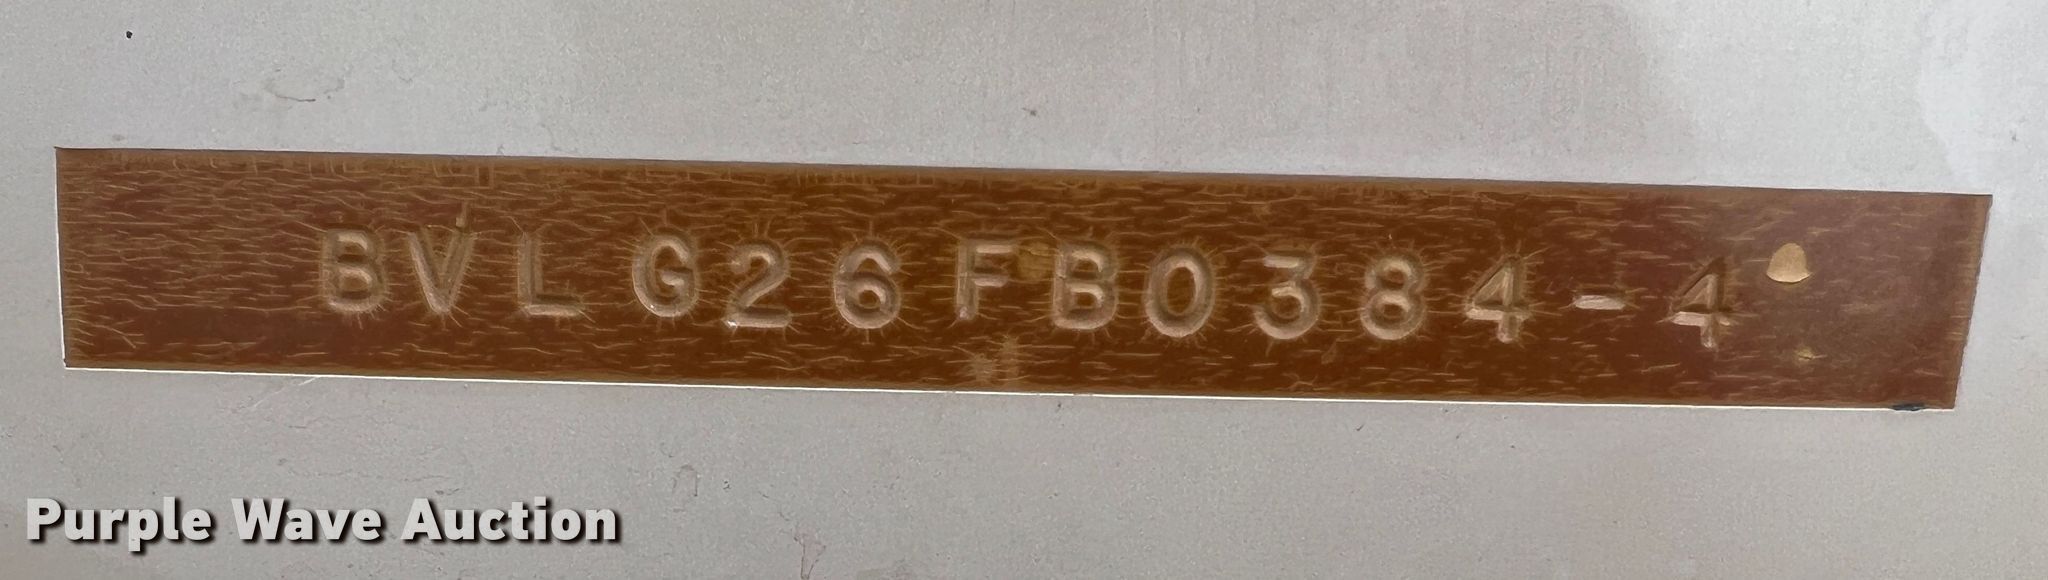 BVLG26FB0384-4
Purple Wave Auction